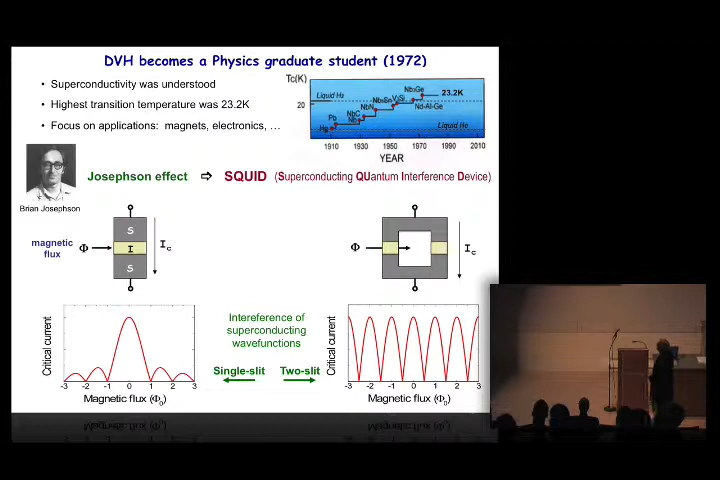 DVH becomes a Physics graduate student (1972)
• Superconductivity was understood
• Highest transition temperature was 23.2K
• Focus on applications: magnets, electronics, …
Tc(K)
Liquid H₂
20
Hg
Pb
Nb
NbC
NbN
Nb₃Sn
V₃Si
Nb₃Ge
23.2K
Nd-Al-Ge
Liquid He
1910 1930 1950 1970 1990 2010
YEAR
Brian Josephson
Josephson effect ⇨ SQUID (Superconducting QUantum Interference Device)
magnetic
flux
Φ
S
I
S
I_C
Φ
I_C
Critical current
-3 -2 -1 0 1 2 3
Magnetic flux (Φ₀)
Intereference of
superconducting
wavefunctions
Single-slit Two-slit
Critical current
-3 -2 -1 0 1 2 3
Magnetic flux (Φ₀)